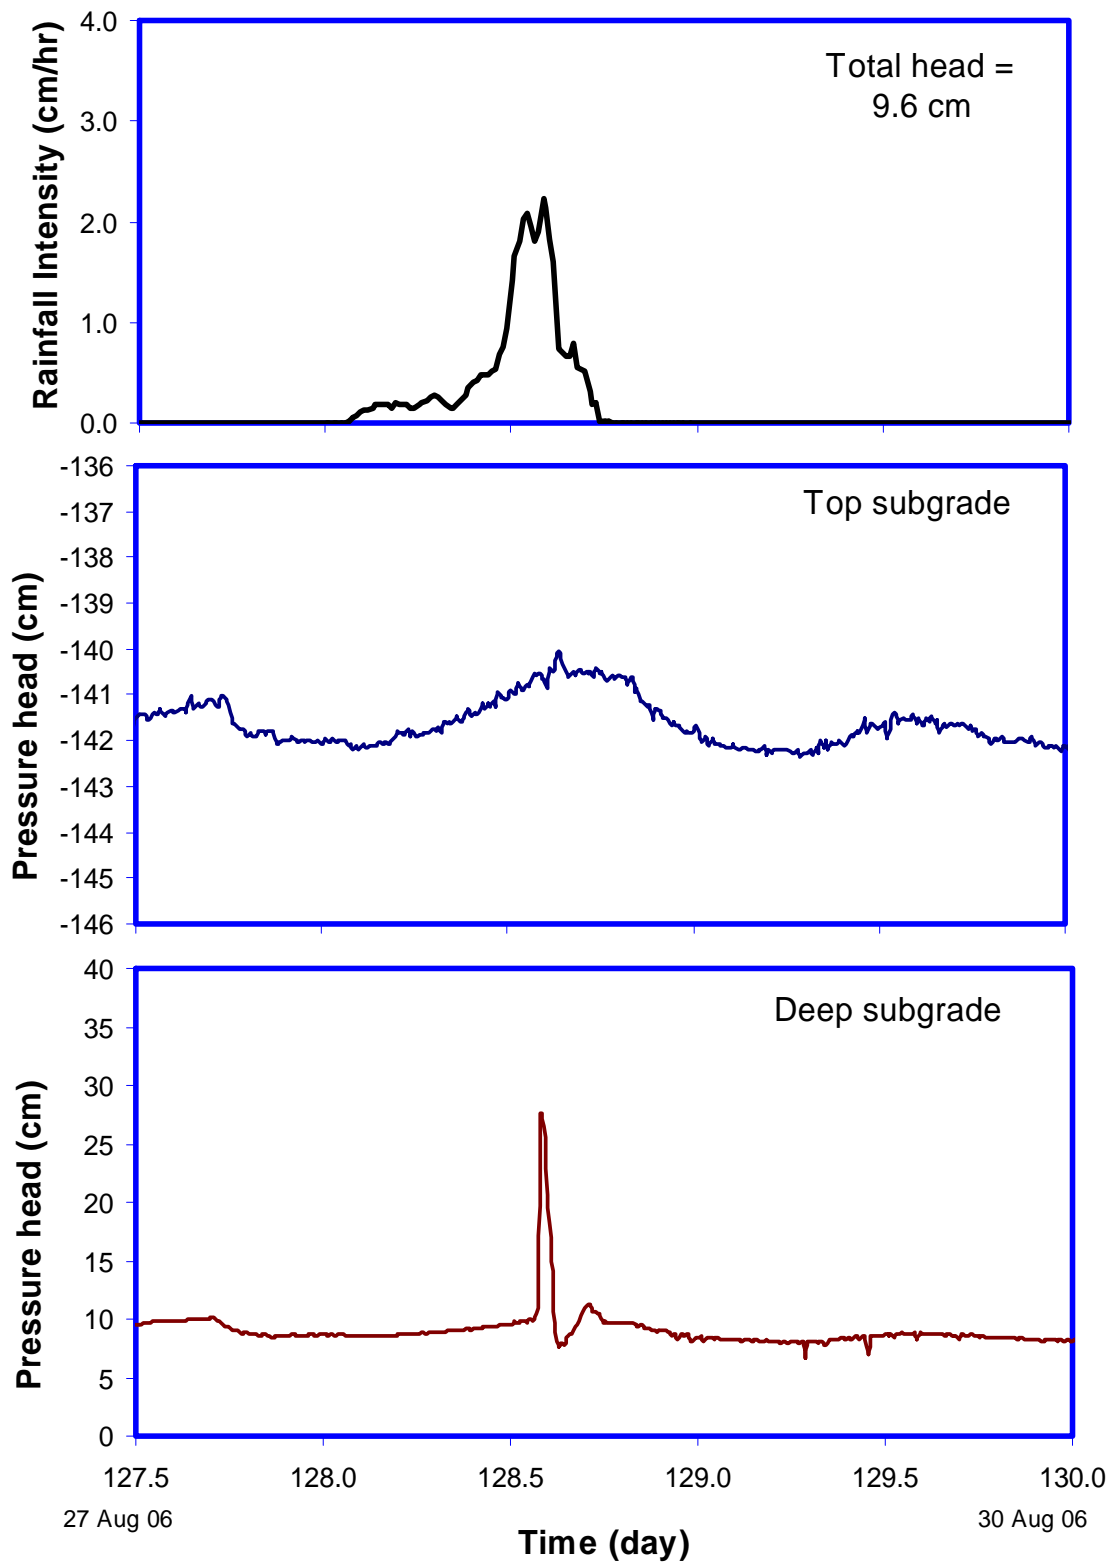 Rainfall Intensity (cm/hr)
4.0
3.0
2.0
1.0
0.0
Total head =
9.6 cm
Pressure head (cm)
-136
-137
-138
-139
-140
-141
-142
-143
-144
-145
-146
Top subgrade
Pressure head (cm)
40
35
30
25
20
15
10
5
0
Deep subgrade
127.5 128.0 128.5 129.0 129.5 130.0
27 Aug 06 30 Aug 06
Time (day)